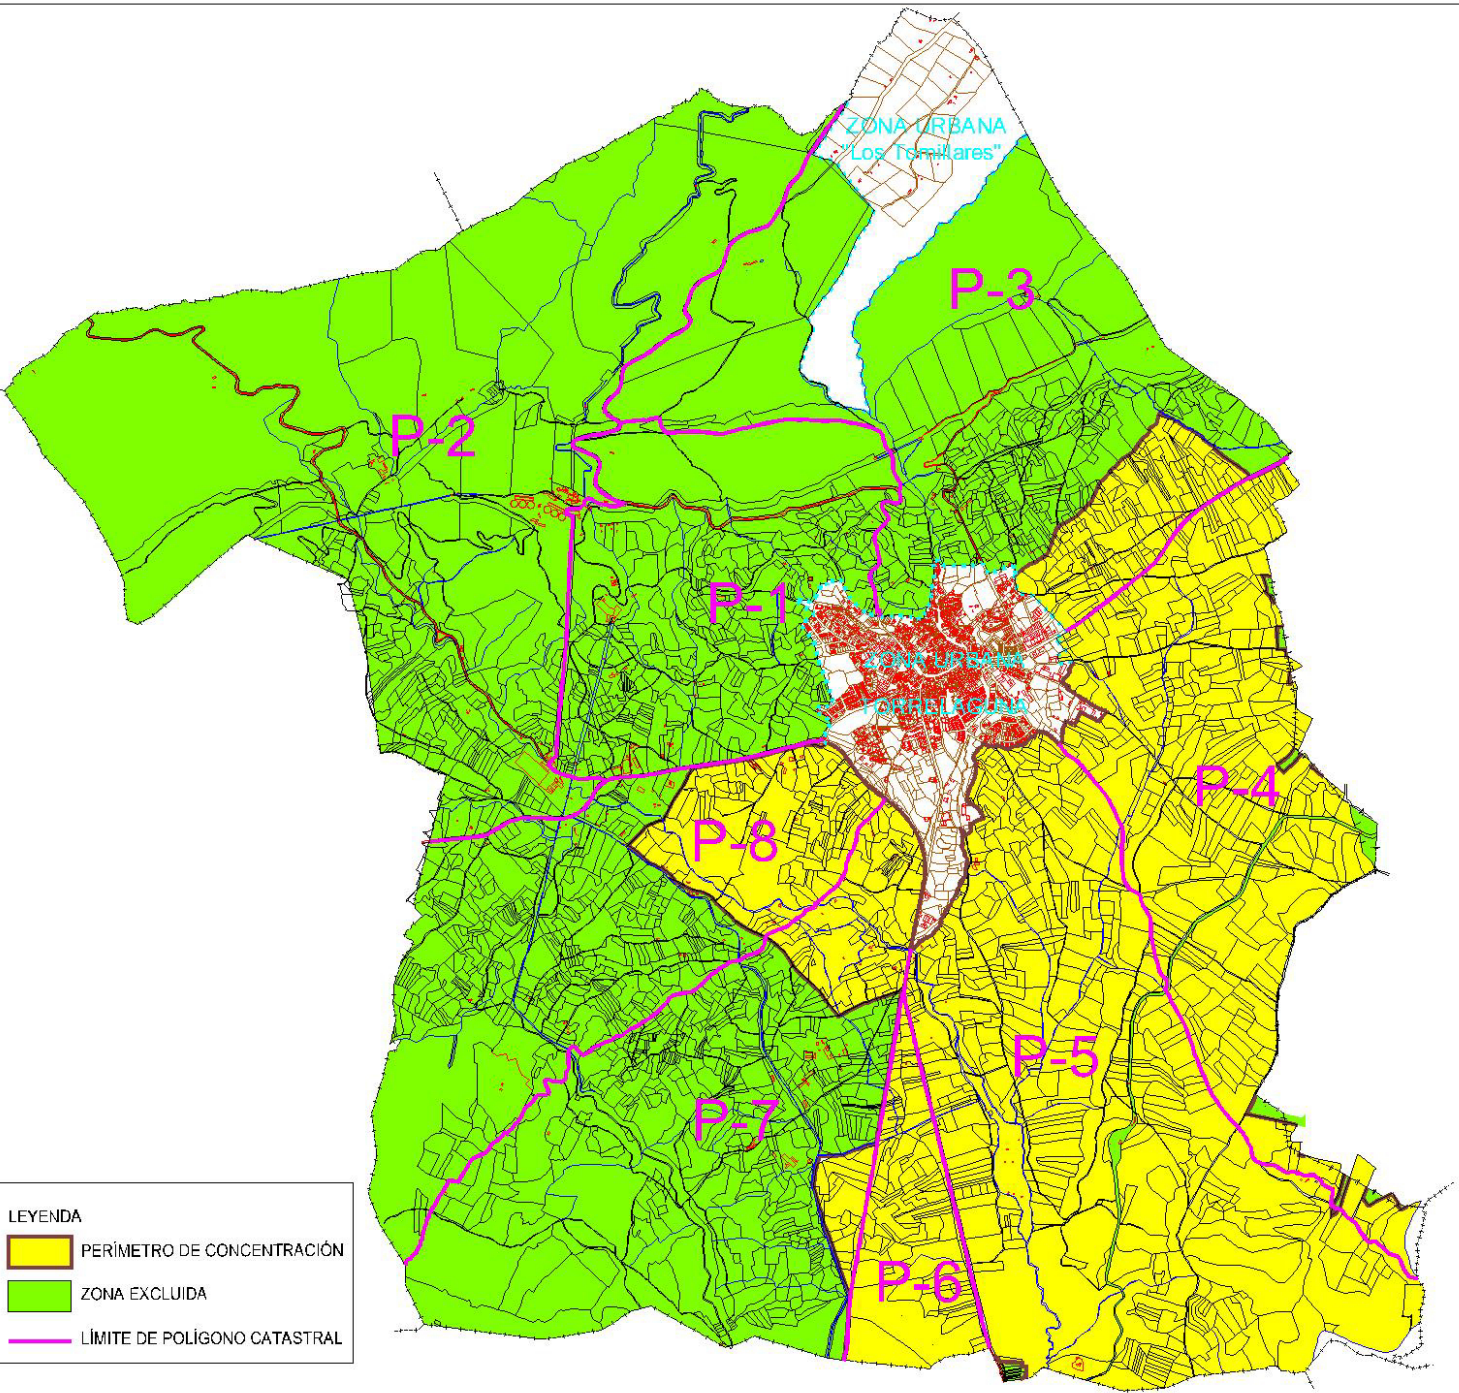 ZONA URBANA
"Los Tomillares"
P-3
P-2
P-1
ZONA URBANA
TORRELAGUNA
P-4
P-8
P-5
P-7
P-6
LEYENDA
PERÍMETRO DE CONCENTRACIÓN
ZONA EXCLUIDA
LÍMITE DE POLÍGONO CATASTRAL